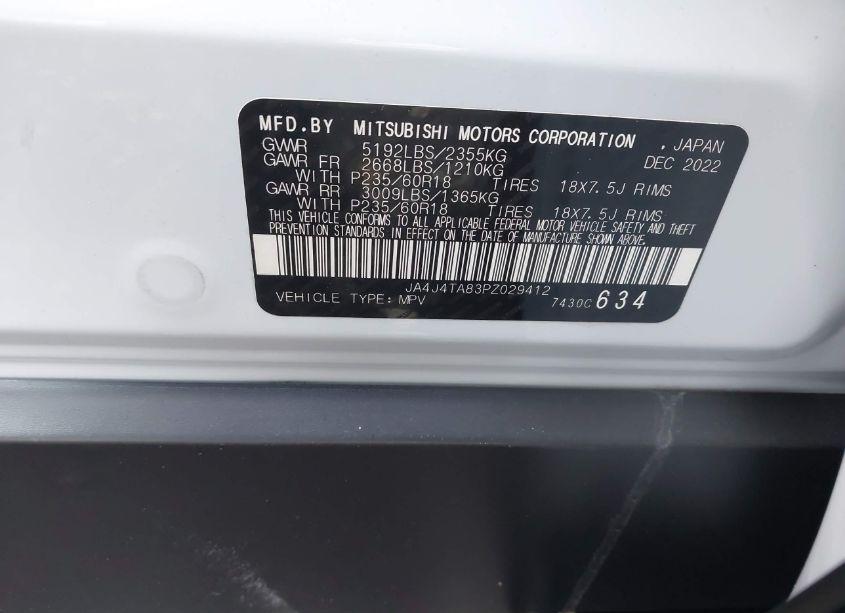 MFD.BY MITSUBISHI MOTORS CORPORATION , JAPAN
GVWR 5192LBS/2355KG DEC 2022
GAWR FR 2668LBS/1210KG
WITH P235/60R18 TIRES 18X7.5J RIMS
GAWR RR 3009LBS/1365KG
WITH P235/60R18 TIRES 18X7.5J RIMS
THIS VEHICLE CONFORMS TO ALL APPLICABLE FEDERAL MOTOR VEHICLE SAFETY AND THEFT
PREVENTION STANDARDS IN EFFECT ON THE DATE OF MANUFACTURE SHOWN ABOVE.
JA4J4TA83PZ029412
VEHICLE TYPE: MPV 7430C 634